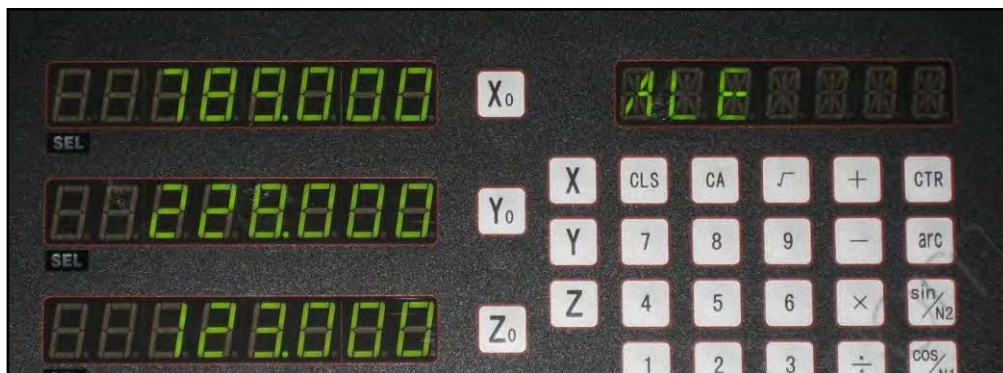 789.000 X₀ ALE
SEL
228.000 Y₀
X CLS CA √ + CTR
Y 7 8 9 − arc
SEL
123.000 Z₀
Z 4 5 6 × sin/N2
1 2 3 ÷ cos/N1